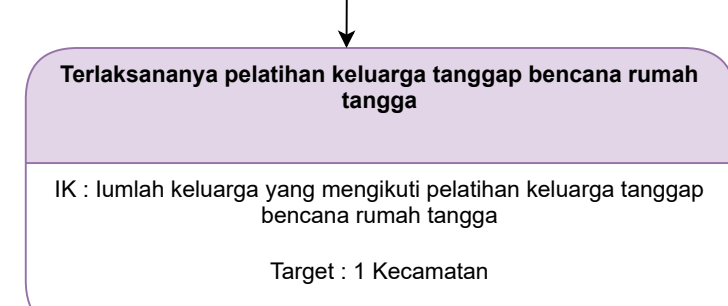 Terlaksananya pelatihan keluarga tanggap bencana rumah
tangga
IK : Iumlah keluarga yang mengikuti pelatihan keluarga tanggap
bencana rumah tangga
Target : 1 Kecamatan